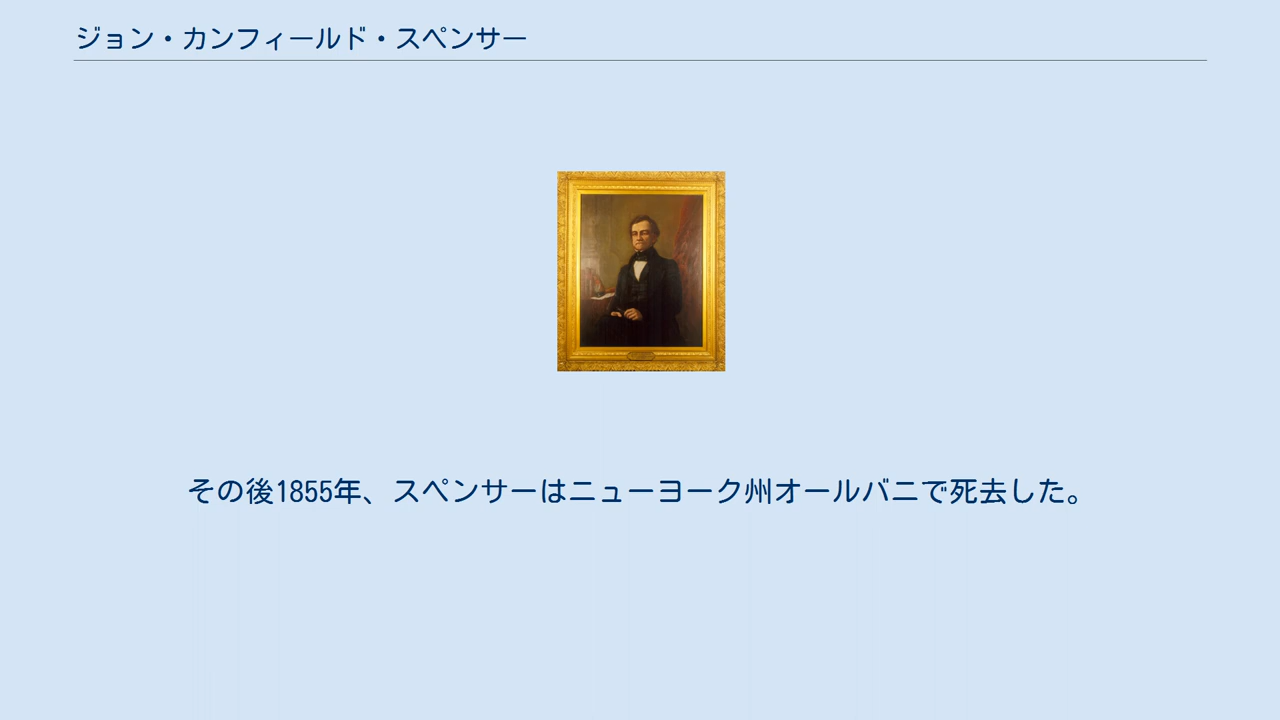 ジョン・カンフィールド・スペンサー
その後1855年、スペンサーはニューヨーク州オールバニで死去した。